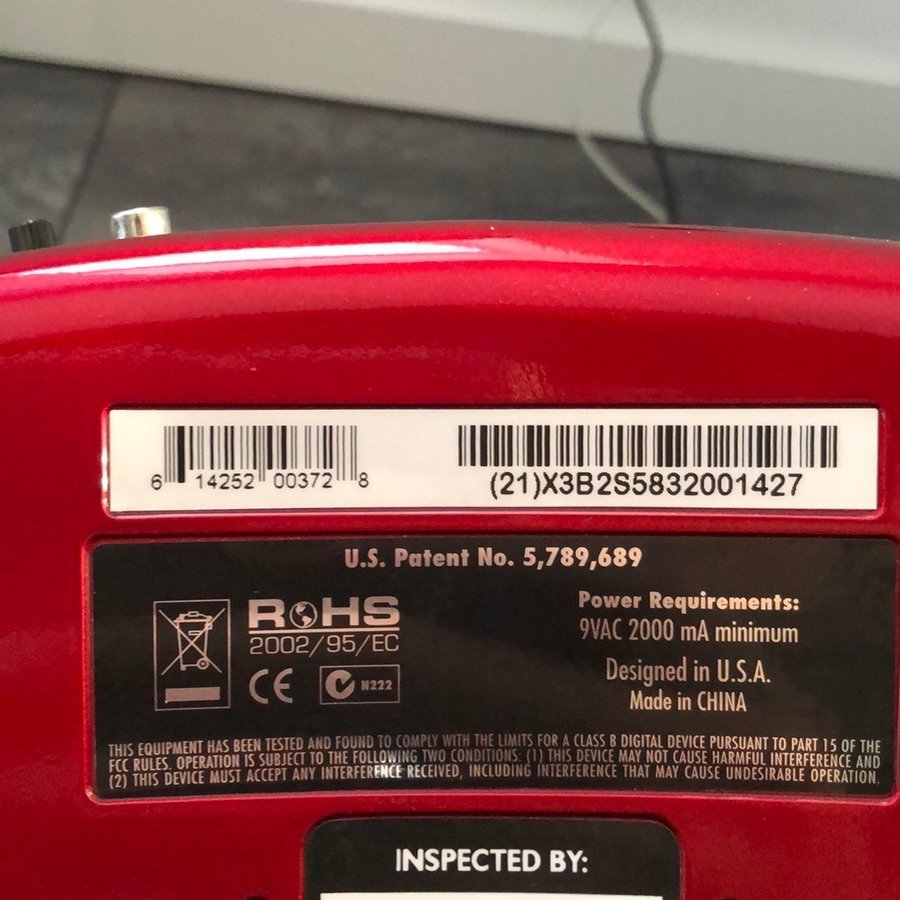 6 14252 00372 8
(21)X3B2S5832001427
U.S. Patent No. 5,789,689
RoHS
2002/95/EC
CE
N222
Power Requirements:
9VAC 2000 mA minimum
Designed in U.S.A.
Made in CHINA
THIS EQUIPMENT HAS BEEN TESTED AND FOUND TO COMPLY WITH THE LIMITS FOR A CLASS B DIGITAL DEVICE PURSUANT TO PART 15 OF THE
FCC RULES. OPERATION IS SUBJECT TO THE FOLLOWING TWO CONDITIONS: (1) THIS DEVICE MAY NOT CAUSE HARMFUL INTERFERENCE AND
(2) THIS DEVICE MUST ACCEPT ANY INTERFERENCE RECEIVED, INCLUDING INTERFERENCE THAT MAY CAUSE UNDESIRABLE OPERATION.
INSPECTED BY: